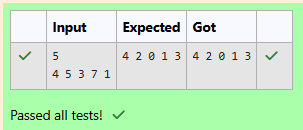 Input Expected Got
5 4 2 0 1 3 4 2 0 1 3
4 5 3 7 1
Passed all tests!